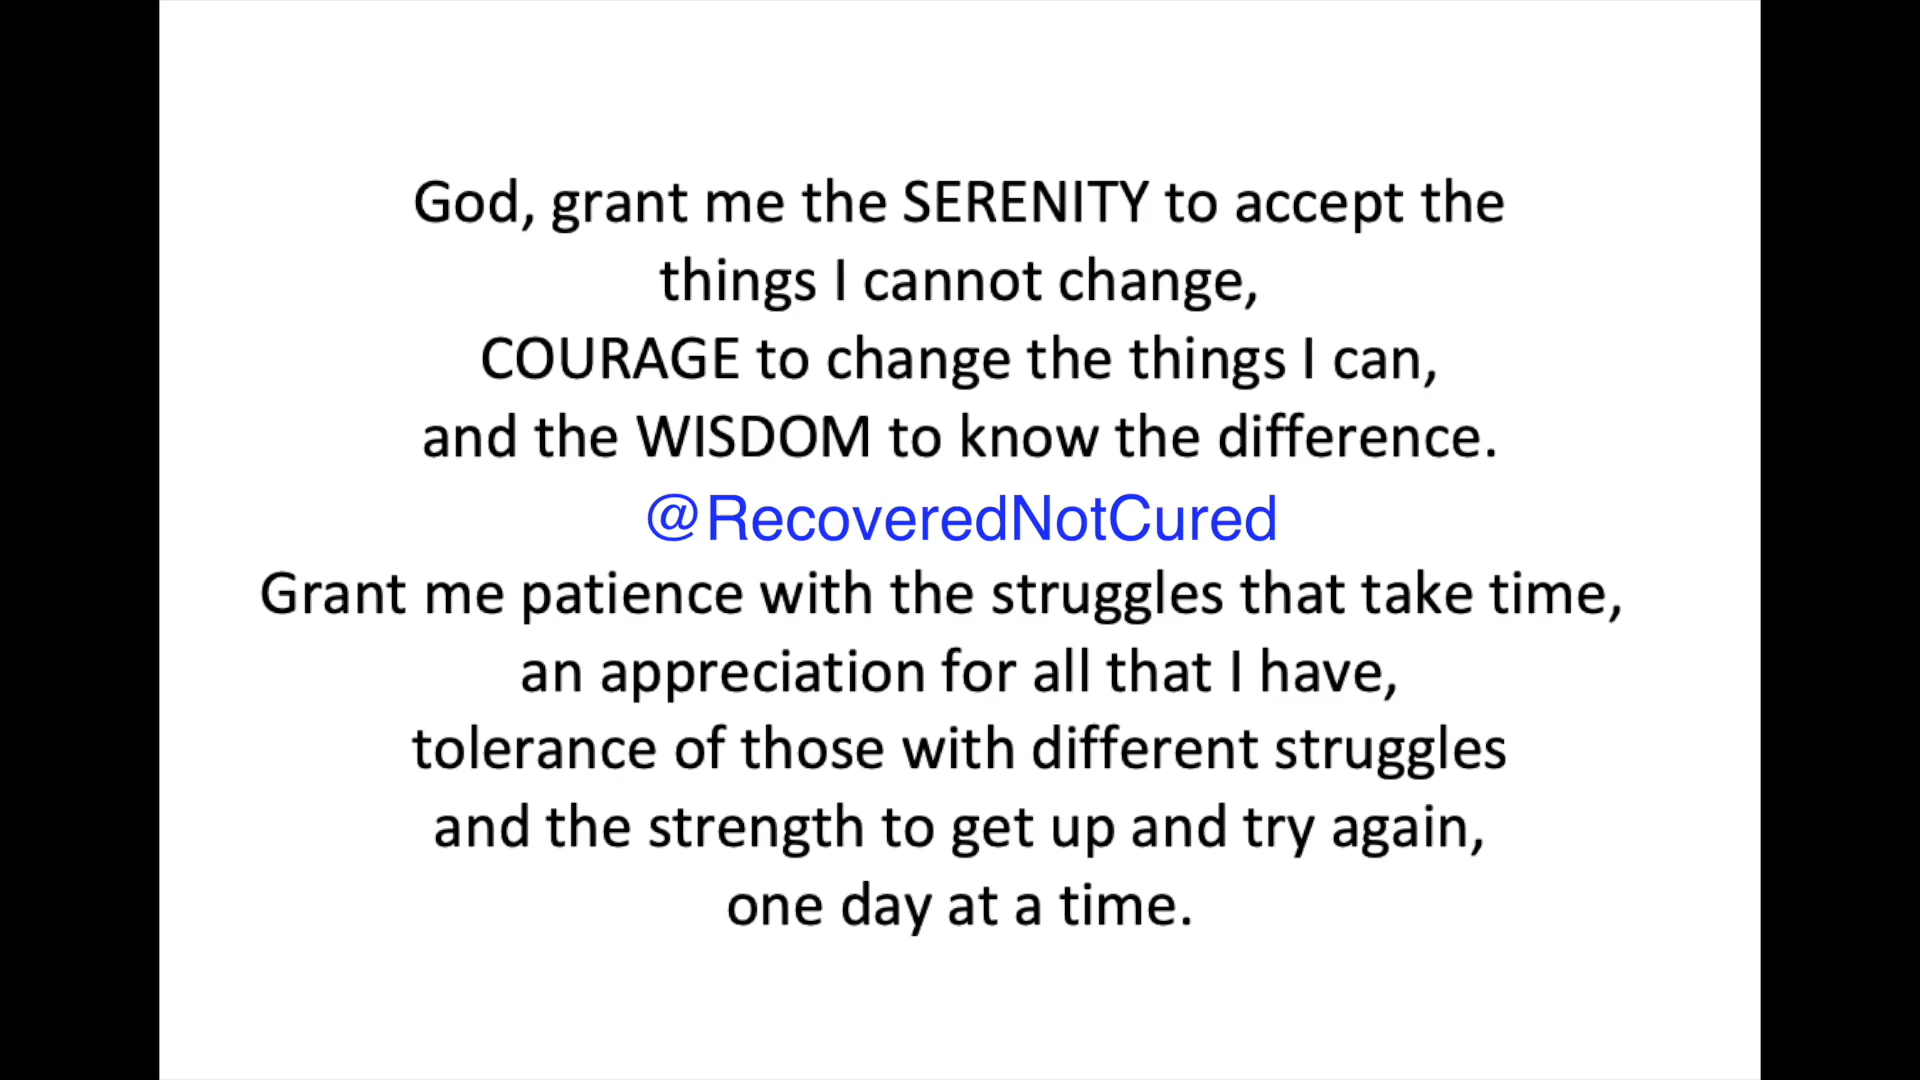 God, grant me the SERENITY to accept the
things I cannot change,
COURAGE to change the things I can,
and the WISDOM to know the difference.
@RecoveredNotCured
Grant me patience with the struggles that take time,
an appreciation for all that I have,
tolerance of those with different struggles
and the strength to get up and try again,
one day at a time.